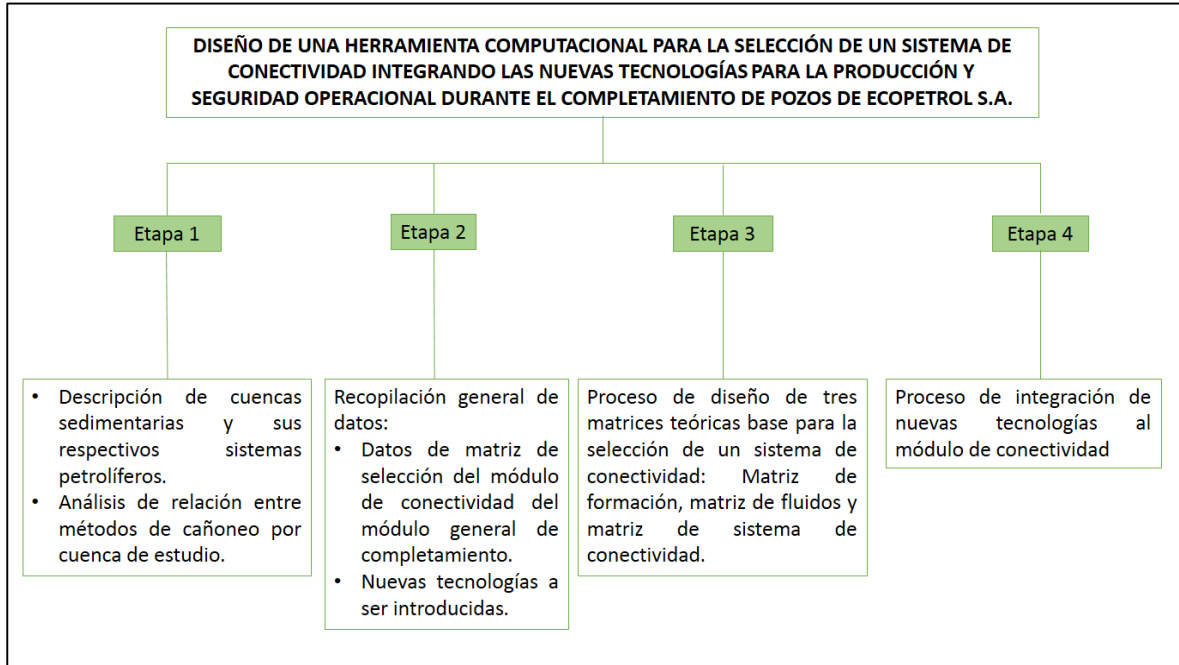 DISEÑO DE UNA HERRAMIENTA COMPUTACIONAL PARA LA SELECCIÓN DE UN SISTEMA DE
CONECTIVIDAD INTEGRANDO LAS NUEVAS TECNOLOGÍAS PARA LA PRODUCCIÓN Y
SEGURIDAD OPERACIONAL DURANTE EL COMPLETAMIENTO DE POZOS DE ECOPETROL S.A.
Etapa 1
Etapa 2
Etapa 3
Etapa 4
• Descripción de cuencas
sedimentarias y sus
respectivos sistemas
petrolíferos.
• Análisis de relación entre
métodos de cañoneo por
cuenca de estudio.
Recopilación general de
datos:
• Datos de matriz de
selección del módulo
de conectividad del
módulo general de
completamiento.
• Nuevas tecnologías a
ser introducidas.
Proceso de diseño de tres
matrices teóricas base para la
selección de un sistema de
conectividad: Matriz de
formación, matriz de fluidos y
matriz de sistema de
conectividad.
Proceso de integración de
nuevas tecnologías al
módulo de conectividad